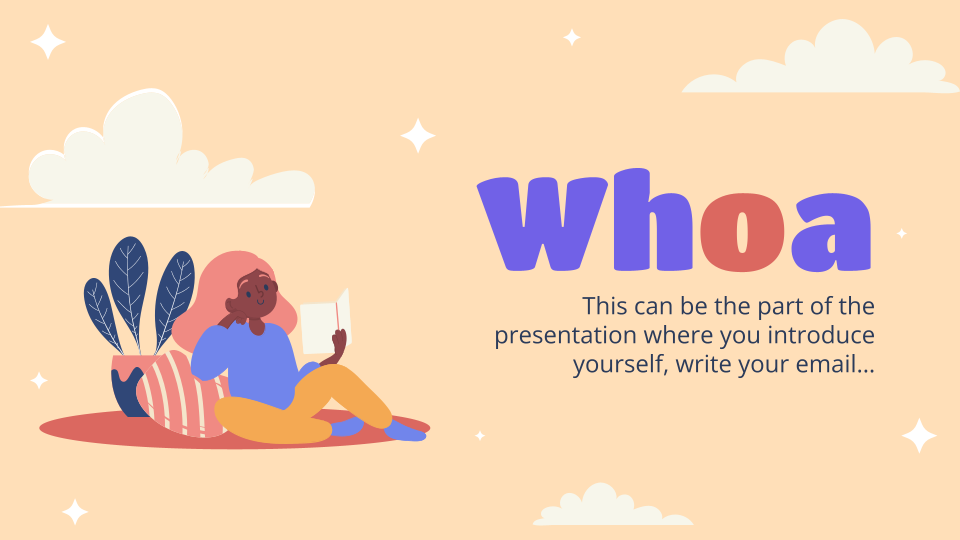 Whoa
This can be the part of the
presentation where you introduce
yourself, write your email...